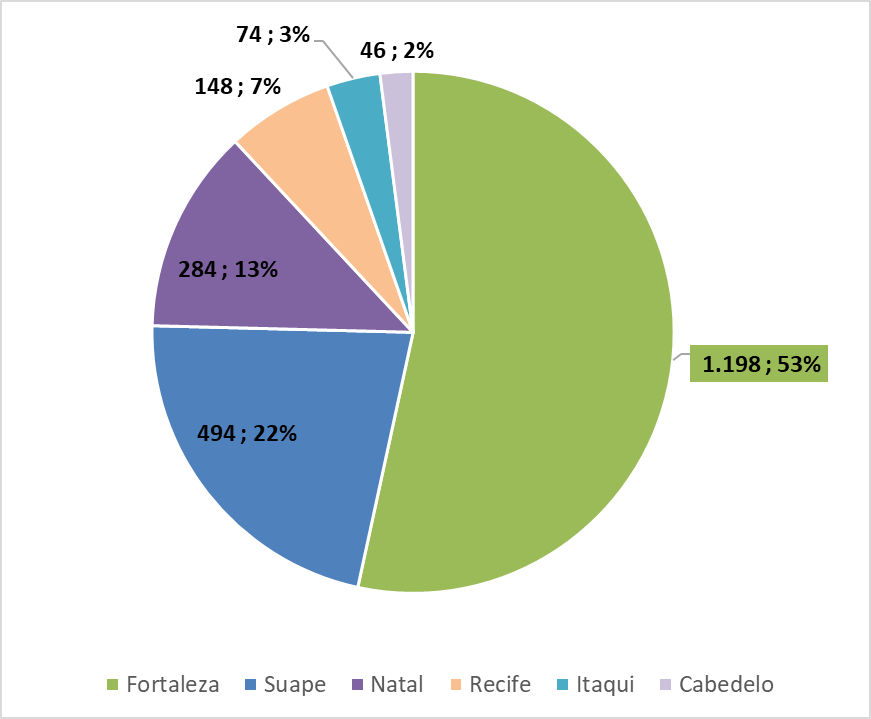 74 ; 3%
46 ; 2%
148 ; 7%
284 ; 13%
1.198 ; 53%
494 ; 22%
Fortaleza Suape Natal Recife Itaqui Cabedelo